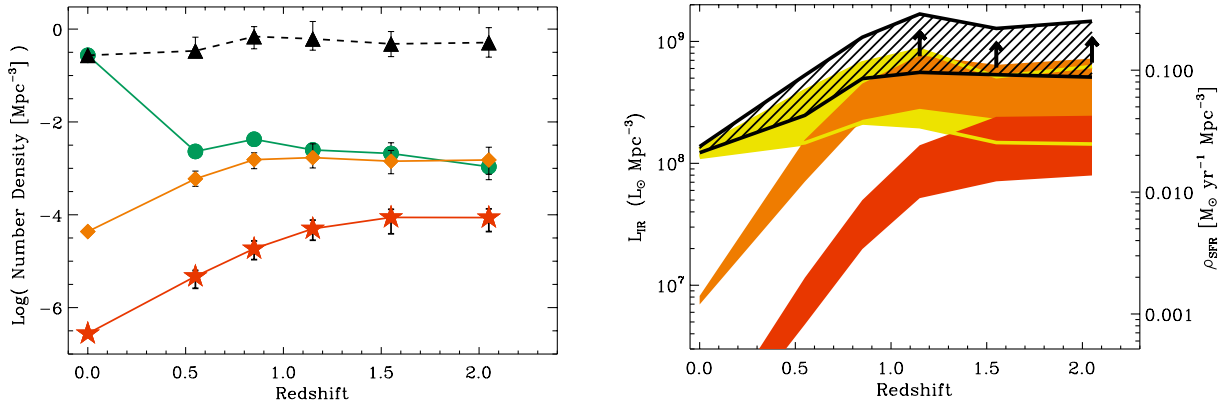 Log( Number Density [Mpc⁻³] )
0
-2
-4
-6
0.0 0.5 1.0 1.5 2.0
Redshift
L_IR (L_⊙ Mpc⁻³)
10⁹
10⁸
10⁷
0.0 0.5 1.0 1.5 2.0
Redshift
0.100
0.010
0.001
ρ_SFR [M_⊙ yr⁻¹ Mpc⁻³]